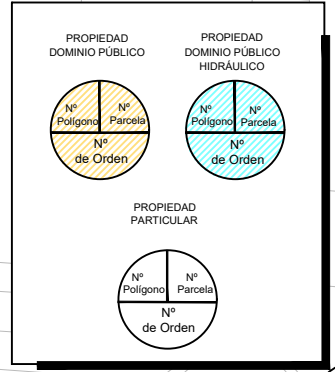 PROPIEDAD
DOMINIO PÚBLICO
Nº
Polígono
Nº
Parcela
Nº
de Orden
PROPIEDAD
DOMINIO PÚBLICO
HIDRÁULICO
Nº
Polígono
Nº
Parcela
Nº
de Orden
PROPIEDAD
PARTICULAR
Nº
Polígono
Nº
Parcela
Nº
de Orden